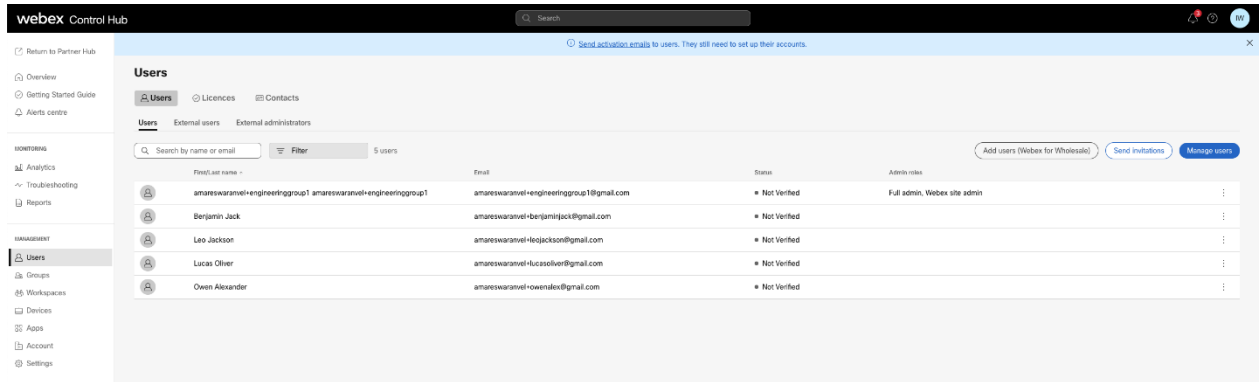 webex Control Hub
Search
IW
Return to Partner Hub
Send activation emails to users. They still need to set up their accounts.
Overview
Getting Started Guide
Alerts centre
MONITORING
Analytics
Troubleshooting
Reports
MANAGEMENT
Users
Groups
Workspaces
Devices
Apps
Account
Settings
Users
Users Licences Contacts
Users External users External administrators
Search by name or email Filter 5 users Add users (Webex for Wholesale) Send invitations Manage users
First/Last name Email Status Admin roles
amareswaranvel+engineeringgroup1 amareswaranvel+engineeringgroup1 amareswaranvel+engineeringgroup1@gmail.com Not Verified Full admin, Webex site admin
Benjamin Jack amareswaranvel+benjaminjack@gmail.com Not Verified
Leo Jackson amareswaranvel+leojackson@gmail.com Not Verified
Lucas Oliver amareswaranvel+lucasoliver@gmail.com Not Verified
Owen Alexander amareswaranvel+owenalex@gmail.com Not Verified